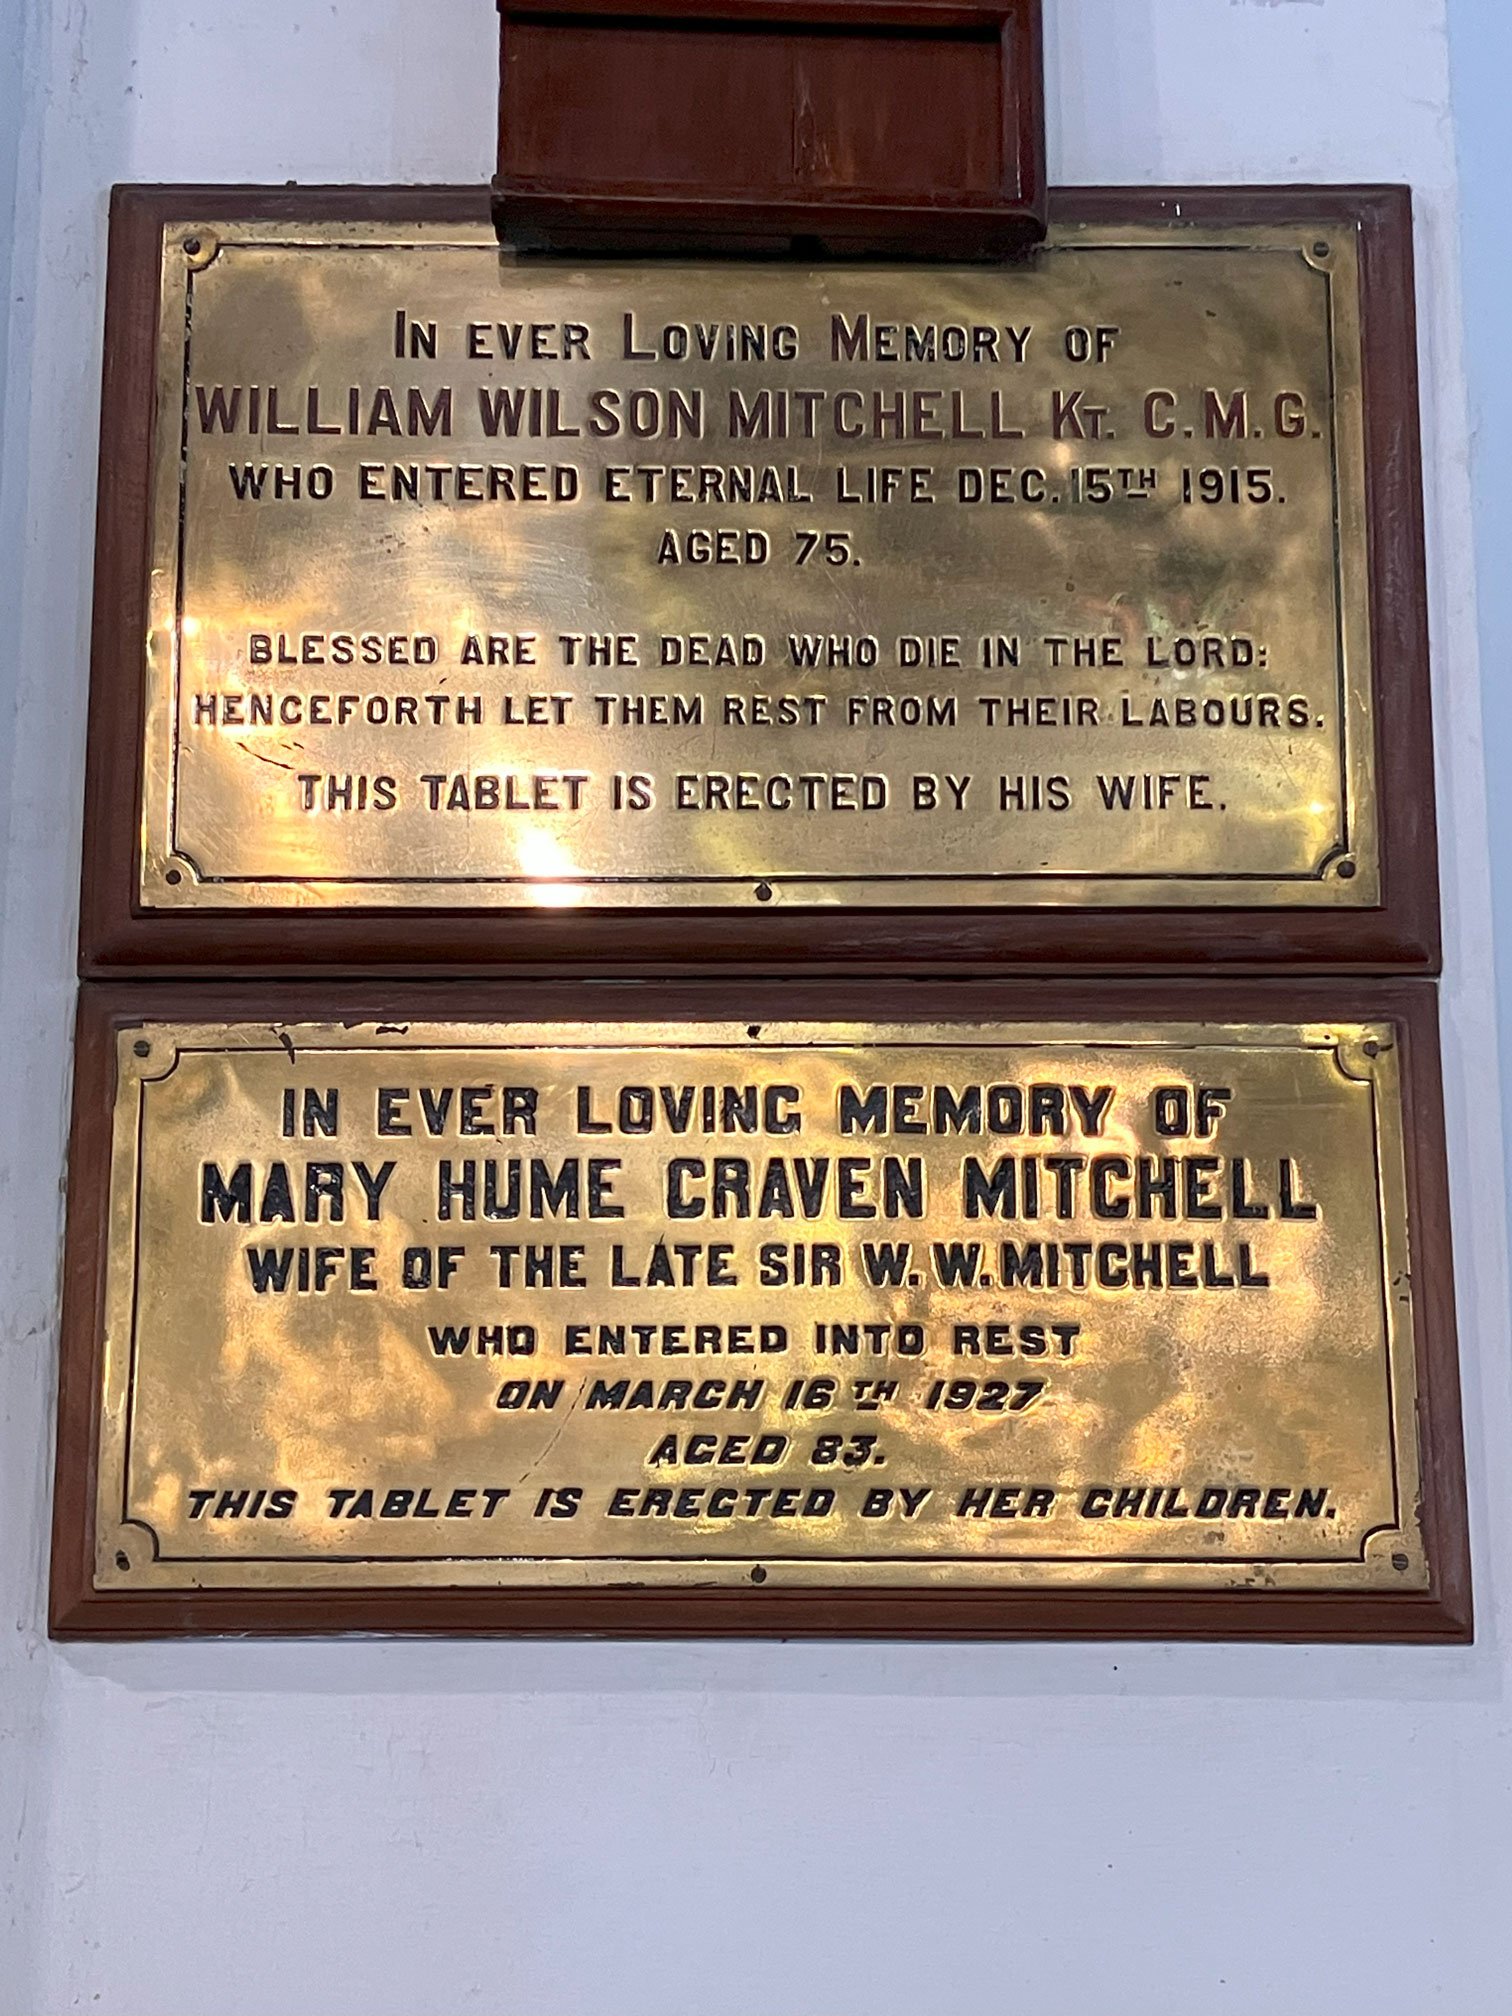 In ever Loving Memory of
WILLIAM WILSON MITCHELL KT. C.M.G.
WHO ENTERED ETERNAL LIFE DEC. 15TH 1915.
AGED 75.
BLESSED ARE THE DEAD WHO DIE IN THE LORD:
HENCEFORTH LET THEM REST FROM THEIR LABOURS.
THIS TABLET IS ERECTED BY HIS WIFE.
IN EVER LOVING MEMORY OF
MARY HUME CRAVEN MITCHELL
WIFE OF THE LATE SIR W. W. MITCHELL
WHO ENTERED INTO REST
ON MARCH 16TH 1927
AGED 83.
THIS TABLET IS ERECTED BY HER CHILDREN.